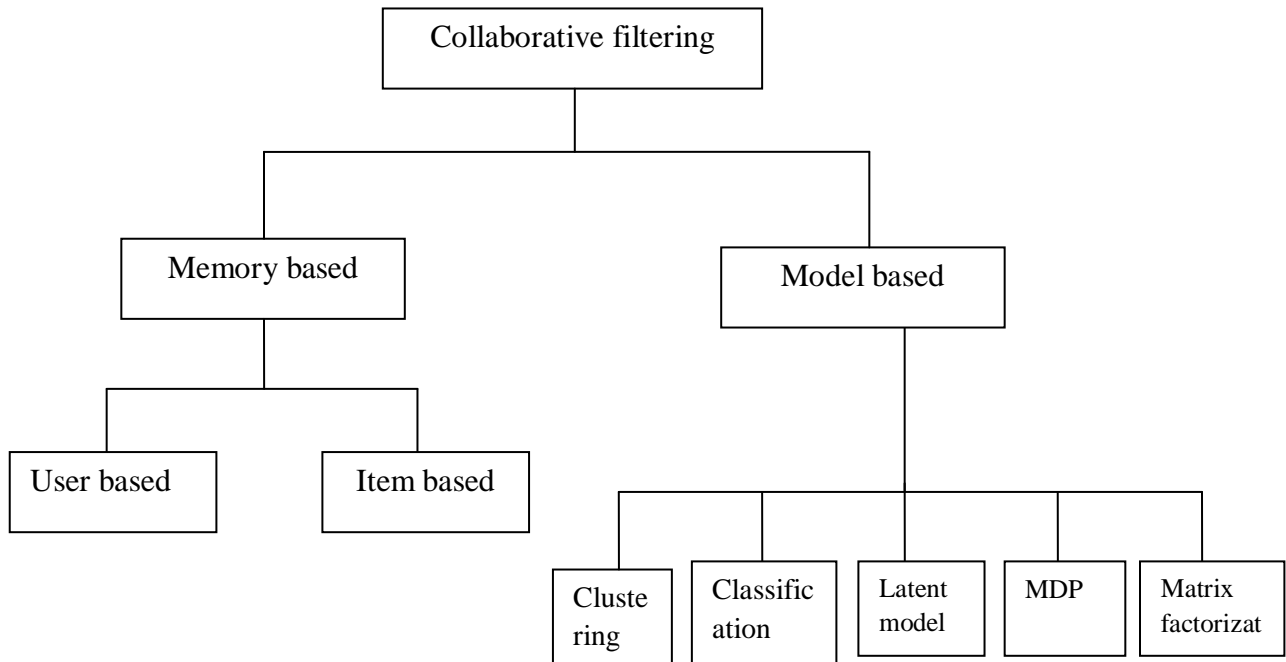 Collaborative filtering
Memory based
Model based
User based
Item based
Cluste
ring
Classific
ation
Latent
model
MDP
Matrix
factorizat